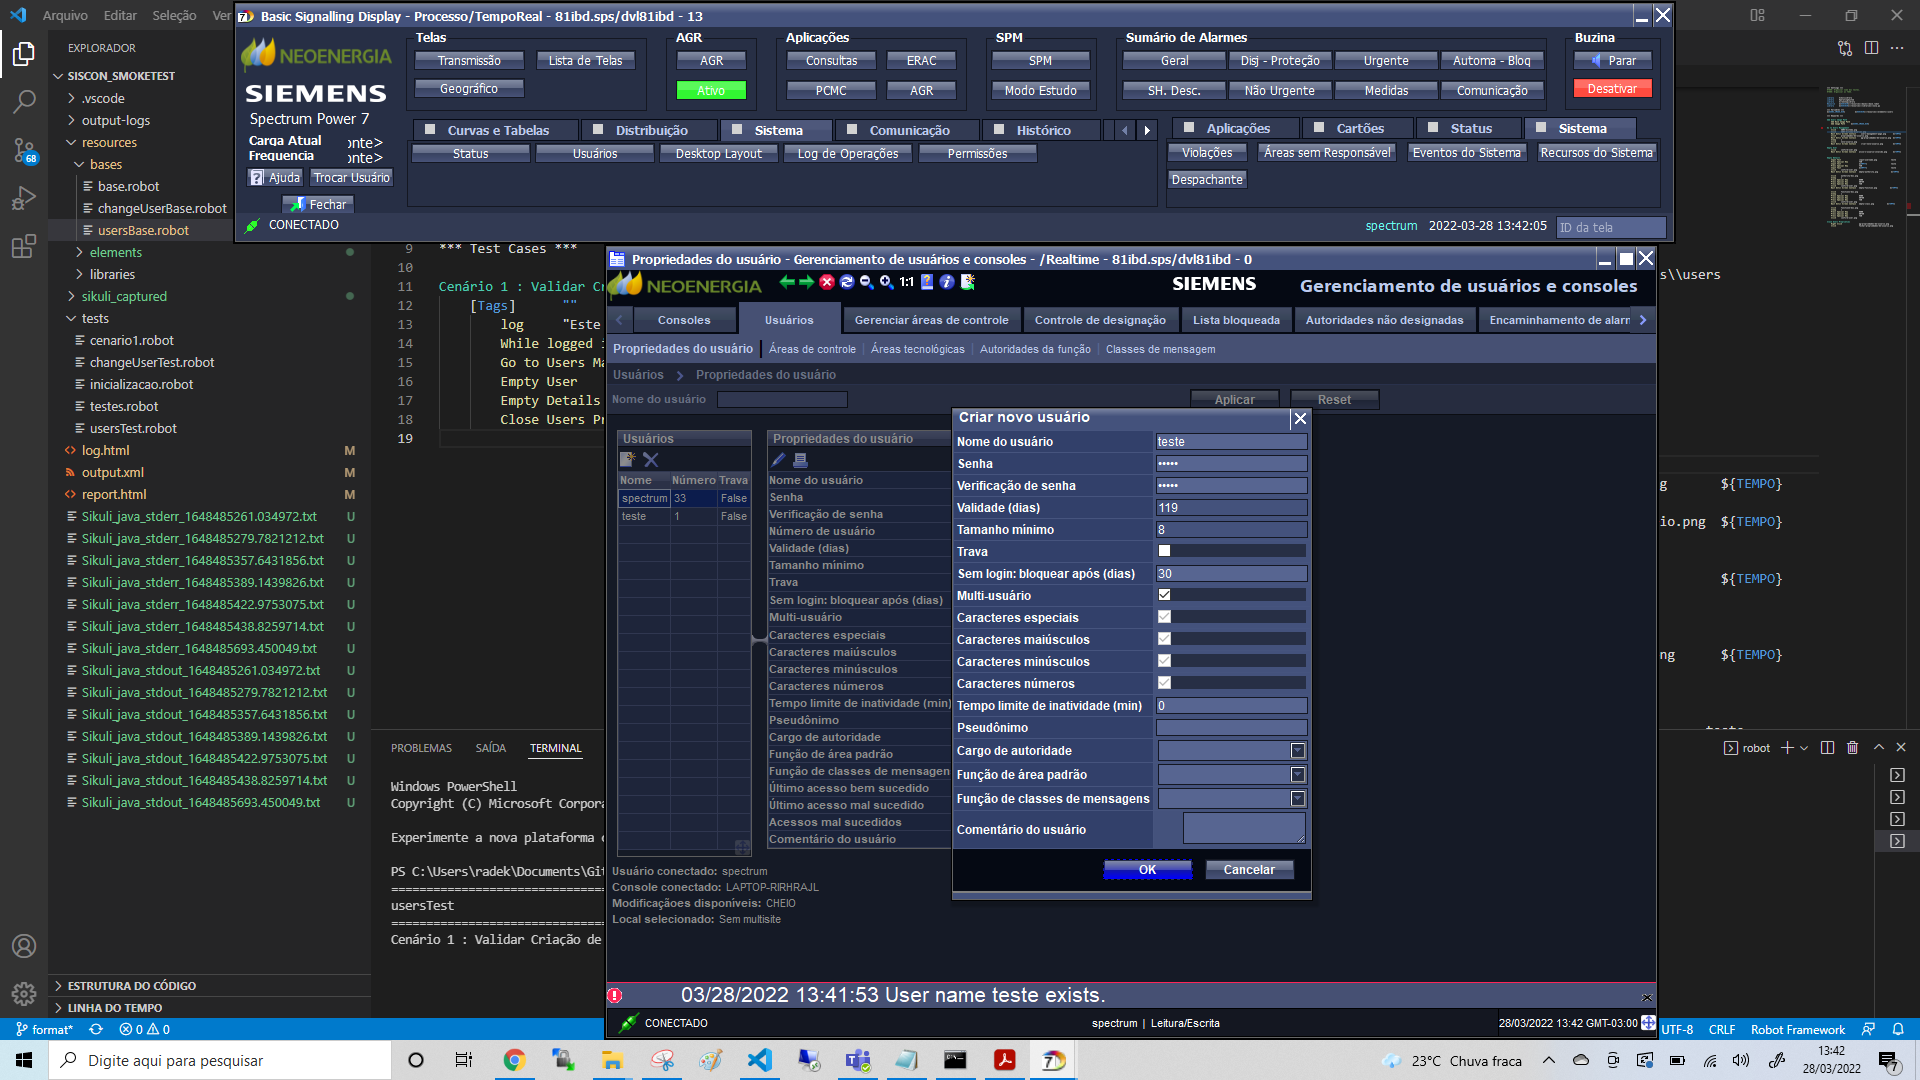 Arquivo Editar Seleção Ver
Basic Signalling Display - Processo/TempoReal - 81ibd.sps/dvl81ibd - 13
NEOENERGIA
SIEMENS
Spectrum Power 7
Carga Atual
Frequencia
onte>
onte>
Ajuda Trocar Usuário
Fechar
CONECTADO
Telas
Transmissão Lista de Telas
Geográfico
AGR
AGR
Ativo
Aplicações
Consultas ERAC
PCMC AGR
SPM
SPM
Modo Estudo
Sumário de Alarmes
Geral Disj - Proteção Urgente Automa - Bloq
SH. Desc. Não Urgente Medidas Comunicação
Buzina
Parar
Desativar
Curvas e Tabelas Distribuição Sistema Comunicação Histórico
Status Usuários Desktop Layout Log de Operações Permissões
Aplicações Cartões Status Sistema
Violações Áreas sem Responsável Eventos do Sistema Recursos do Sistema
Despachante
spectrum 2022-03-28 13:42:05 ID da tela
EXPLORADOR
SISCON_SMOKETEST
.vscode
output-logs
resources
bases
base.robot
changeUserBase.robot
usersBase.robot
elements
libraries
sikuli_captured
tests
cenario1.robot
changeUserTest.robot
inicializacao.robot
testes.robot
usersTest.robot
log.html M
output.xml M
report.html M
Sikuli_java_stderr_1648485261.034972.txt U
Sikuli_java_stderr_1648485279.7821212.txt U
Sikuli_java_stderr_1648485357.6431856.txt U
Sikuli_java_stderr_1648485389.1439826.txt U
Sikuli_java_stderr_1648485422.9753075.txt U
Sikuli_java_stderr_1648485438.8259714.txt U
Sikuli_java_stderr_1648485693.450049.txt U
Sikuli_java_stdout_1648485261.034972.txt U
Sikuli_java_stdout_1648485279.7821212.txt U
Sikuli_java_stdout_1648485357.6431856.txt U
Sikuli_java_stdout_1648485389.1439826.txt U
Sikuli_java_stdout_1648485422.9753075.txt U
Sikuli_java_stdout_1648485438.8259714.txt U
Sikuli_java_stdout_1648485693.450049.txt U
ESTRUTURA DO CÓDIGO
LINHA DO TEMPO
68
9 *** Test Cases ***
10
11 Cenário 1 : Validar Cr
12 [Tags] ""
13 log "Este
14 While logged i
15 Go to Users Ma
16 Empty User
17 Empty Details
18 Close Users Pr
19
s\\users
ng ${TEMPO}
io.png ${TEMPO}
${TEMPO}
ng ${TEMPO}
PROBLEMAS SAÍDA TERMINAL
robot
Windows PowerShell
Copyright (C) Microsoft Corpora
Experimente a nova plataforma
PS C:\Users\radek\Documents\Git
usersTest
Cenário 1 : Validar Criação de
Propriedades do usuário - Gerenciamento de usuários e consoles - /Realtime - 81ibd.sps/dvl81ibd - 0
NEOENERGIA 1:1 SIEMENS Gerenciamento de usuários e consoles
Consoles Usuários Gerenciar áreas de controle Controle de designação Lista bloqueada Autoridades não designadas Encaminhamento de alarn
Propriedades do usuário Áreas de controle Áreas tecnológicas Autoridades da função Classes de mensagem
Usuários Propriedades do usuário
Nome do usuário Aplicar Reset
Usuários
Nome Número Trava
spectrum 33 False
teste 1 False
Propriedades do usuário
Nome do usuário
Senha
Verificação de senha
Número de usuário
Validade (dias)
Tamanho mínimo
Trava
Sem login: bloquear após (dias)
Multi-usuário
Caracteres especiais
Caracteres maiúsculos
Caracteres minúsculos
Caracteres números
Tempo limite de inatividade (min)
Pseudônimo
Cargo de autoridade
Função de área padrão
Função de classes de mensagen
Último acesso bem sucedido
Último acesso mal sucedido
Acessos mal sucedidos
Comentário do usuário
Criar novo usuário
Nome do usuário teste
Senha •••••
Verificação de senha •••••
Validade (dias) 119
Tamanho mínimo 8
Trava
Sem login: bloquear após (dias) 30
Multi-usuário
Caracteres especiais
Caracteres maiúsculos
Caracteres minúsculos
Caracteres números
Tempo limite de inatividade (min) 0
Pseudônimo
Cargo de autoridade
Função de área padrão
Função de classes de mensagens
Comentário do usuário
OK Cancelar
Usuário conectado: spectrum
Console conectado: LAPTOP-RIRHRAJL
Modificaçãoes disponíveis: CHEIO
Local selecionado: Sem multisite
03/28/2022 13:41:53 User name teste exists.
CONECTADO spectrum | Leitura/Escrita 28/03/2022 13:42 GMT-03:00
format* 0 0 UTF-8 CRLF Robot Framework
Digite aqui para pesquisar
23°C Chuva fraca
13:42
28/03/2022
7